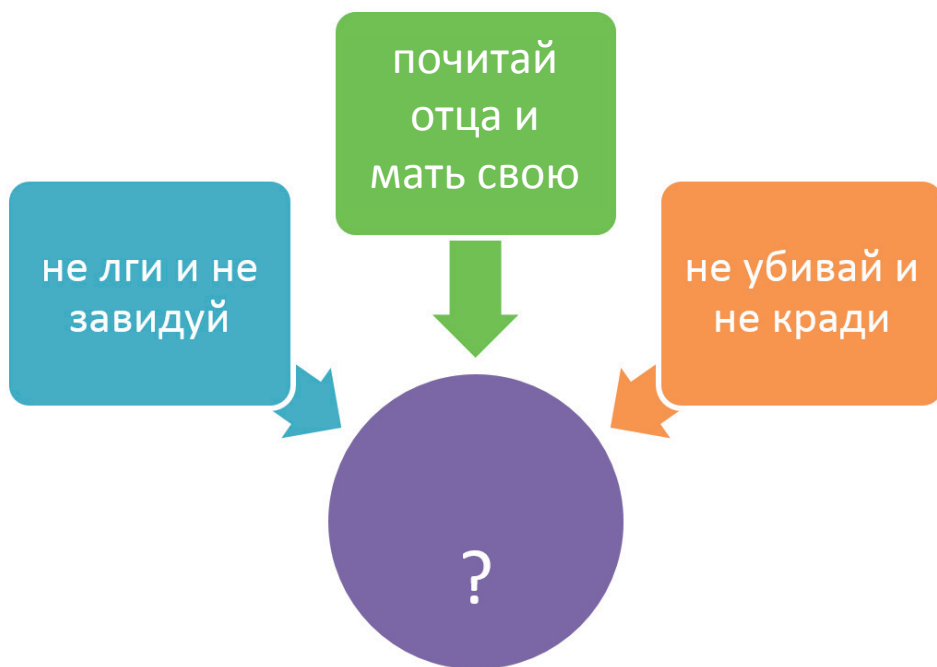 почитай
отца и
мать свою
не лги и не
завидуй
не убивай и
не кради
?